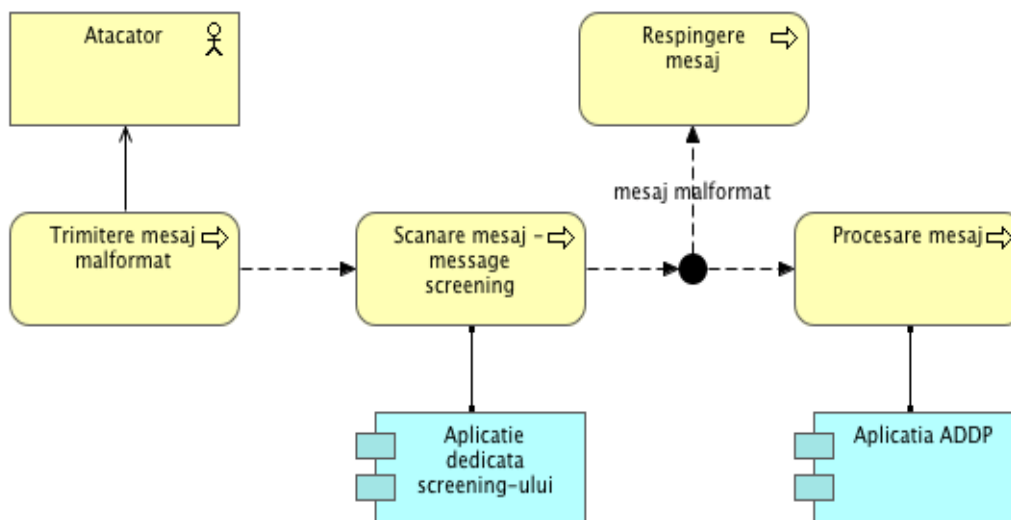 Atacator
Respingere
mesaj
mesaj malformat
Trimitere mesaj
malformat
Scanare mesaj -
message
screening
Procesare mesaj
Aplicatie
dedicata
screening-ului
Aplicatia ADDP